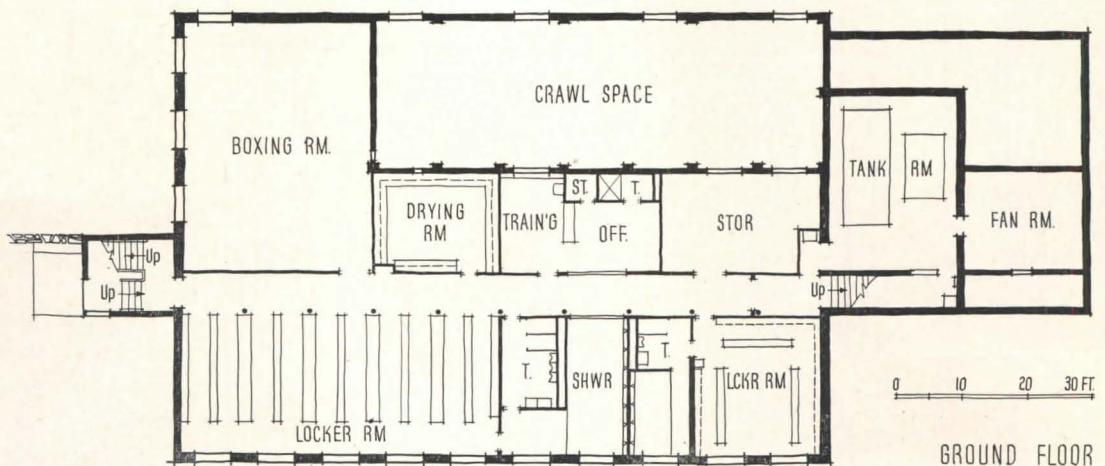 CRAWL SPACE
BOXING RM.
TANK RM
DRYING
RM
TRAIN'G
ST.
T.
OFF.
STOR
FAN RM.
Up
Up
Up
T.
SHWR
T.
LCKR RM
LOCKER RM
0 10 20 30 FT.
GROUND FLOOR